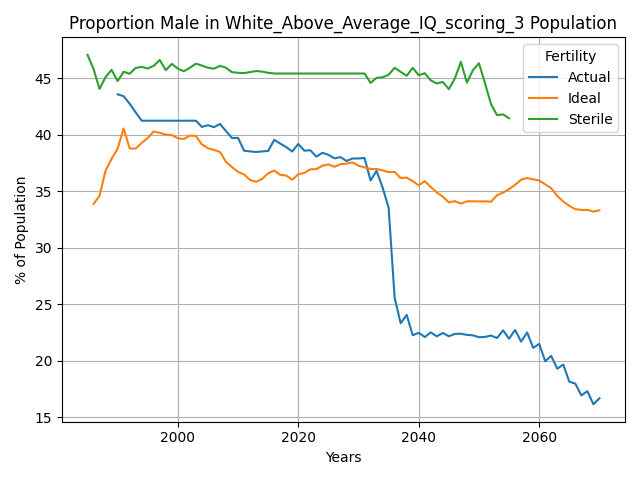 Proportion Male in White_Above_Average_IQ_scoring_3 Population
Fertility
Actual
Ideal
Sterile
% of Population
45
40
35
30
25
20
15
2000
2020
2040
2060
Years